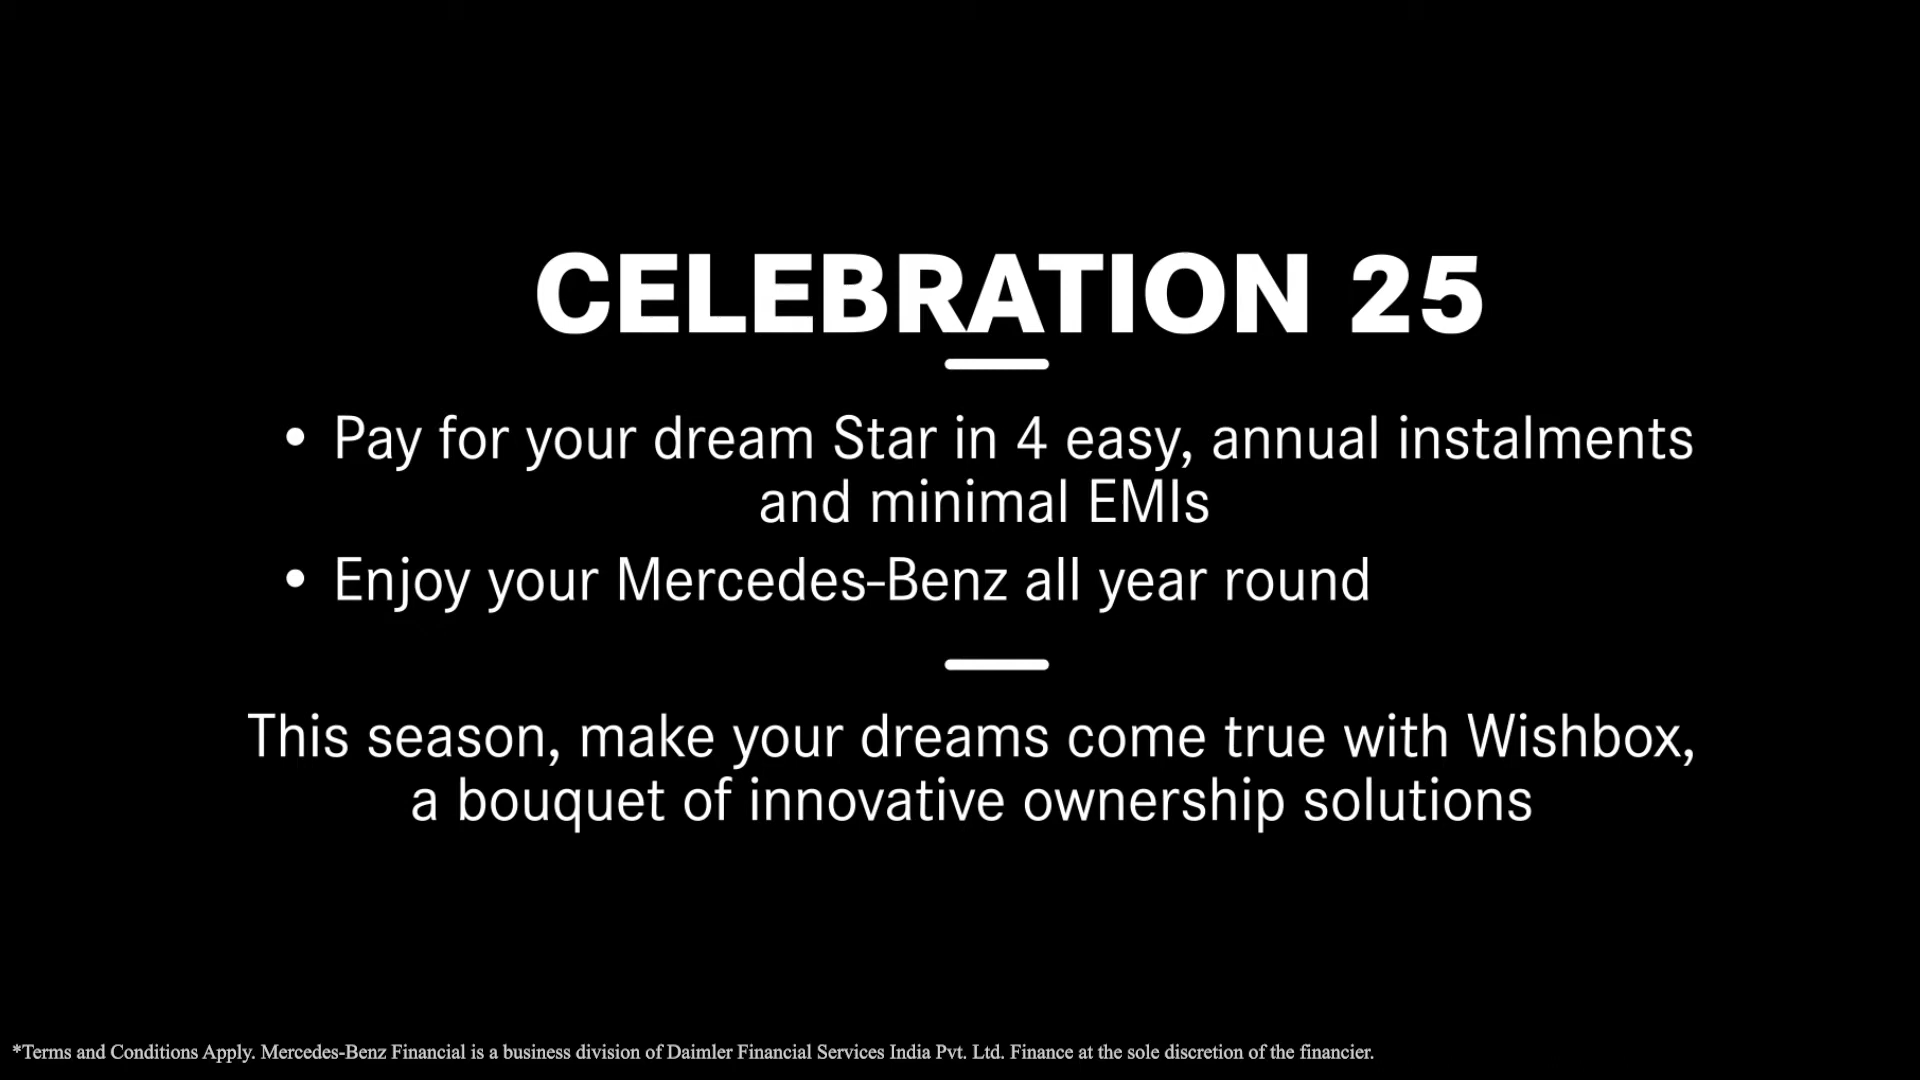 CELEBRATION 25
• Pay for your dream Star in 4 easy, annual instalments
and minimal EMIs
• Enjoy your Mercedes-Benz all year round
This season, make your dreams come true with Wishbox,
a bouquet of innovative ownership solutions
*Terms and Conditions Apply. Mercedes-Benz Financial is a business division of Daimler Financial Services India Pvt. Ltd. Finance at the sole discretion of the financier.